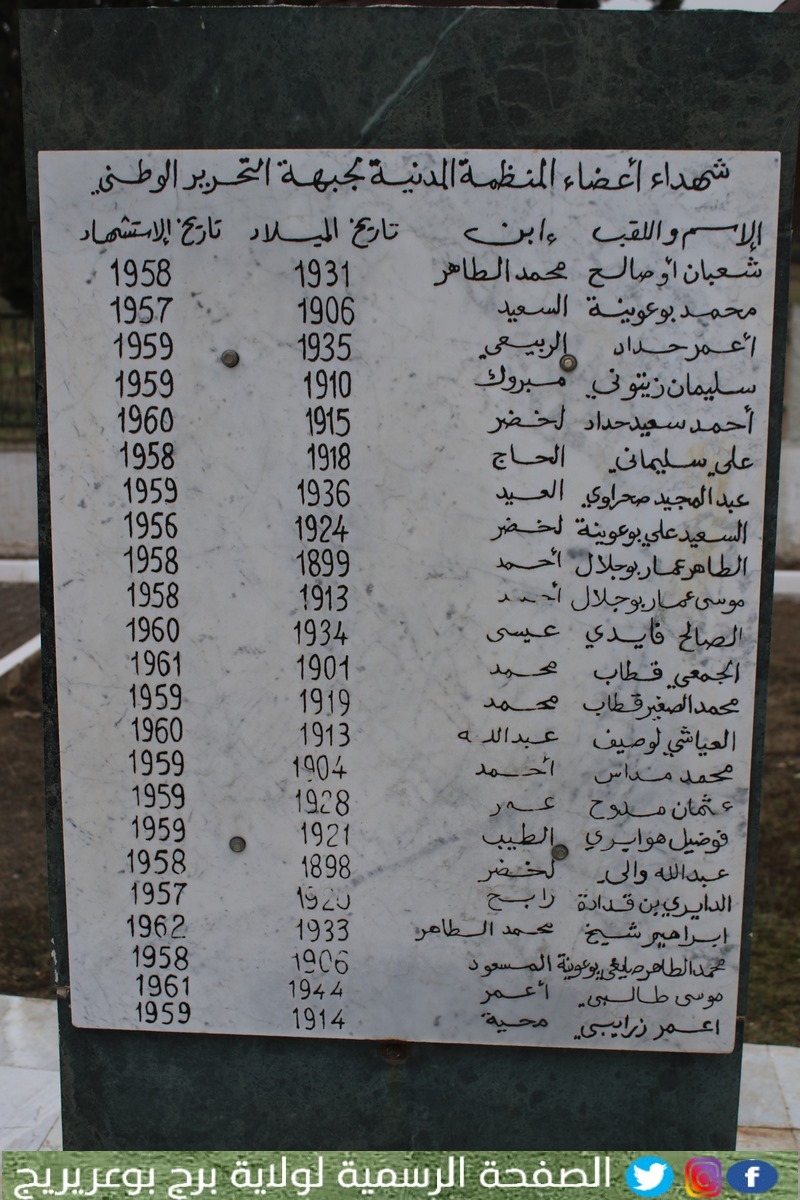 شهداء أعضاء المنظمة المدنية لجبهة التحرير الوطني
الإسم واللقب إبن تاريخ الميلاد تاريخ الإستشهاد
شعبان أوصالح محمد الطاهر 1931 1958
محمد بوعوينة السعيد 1906 1957
أعمر حداد الربيعي 1935 1959
سليمان زيتوني مبروك 1910 1959
أحمد سعيد حداد لخضر 1915 1960
علي سليماني الحاج 1918 1958
عبد المجيد صحراوي العيد 1936 1959
السعيد علي بوعوينة لخضر 1924 1956
الطاهر عمار بوجلال أحمد 1899 1958
موسى عمار بوجلال أحمد 1913 1958
الصالح قايدي عيسى 1934 1960
الجمعي قطاب محمد 1901 1961
محمد الصغير قطاب محمد 1919 1959
العياشي لوصيف عبد الله 1913 1960
محمد مداس أحمد 1904 1959
عثمان مدوح عمر 1928 1959
فوضيل هوايري الطيب 1921 1959
عبد الله والي لخضر 1898 1958
الدايري بن قدادة رابح 1920 1957
ابراهيم شيخ محمد الطاهر 1933 1962
محمد الطاهر بوعوينة المسعود 1906 1958
موسى طالبي أعمر 1944 1961
اعمر زرايبي محية 1914 1959
الصفحة الرسمية لولاية برج بوعريريج